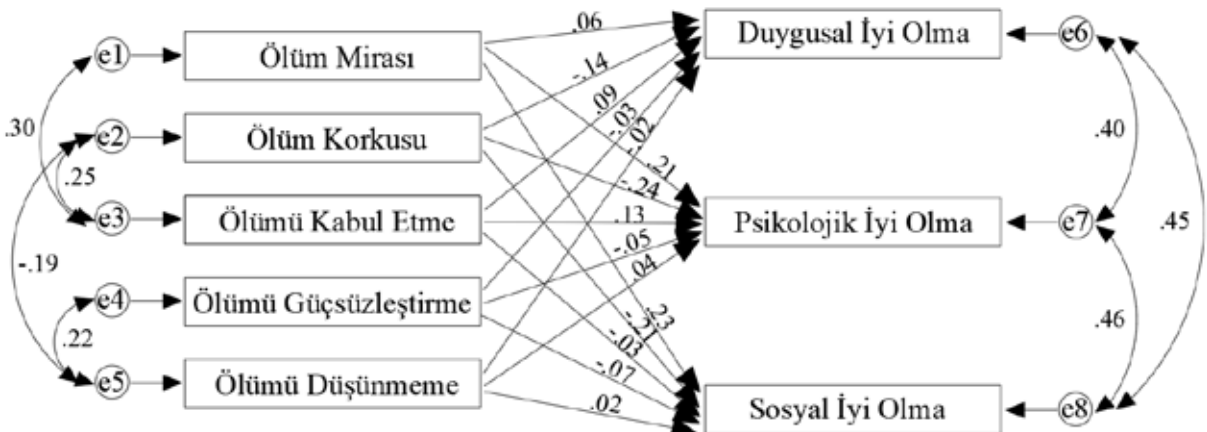 e1
Ölüm Mirası
e2
Ölüm Korkusu
e3
Ölümü Kabul Etme
e4
Ölümü Güçsüzleştirme
e5
Ölümü Düşünmeme
.30
.25
-.19
.22
.06
-.14
.09
-.03
-.02
.21
-.24
.13
-.05
.04
.23
-.21
-.03
-.07
.02
Duygusal İyi Olma
e6
Psikolojik İyi Olma
e7
Sosyal İyi Olma
e8
.40
.45
.46